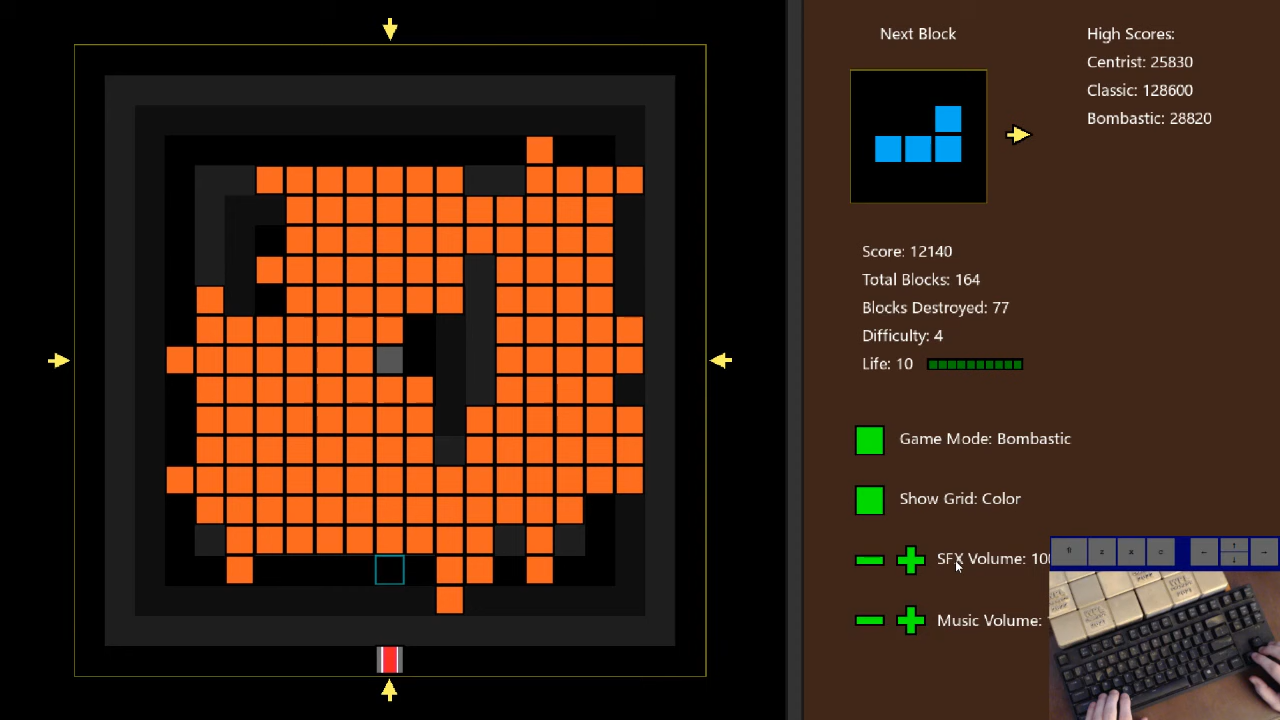 Next Block
High Scores:
Centrist: 25830
Classic: 128600
Bombastic: 28820
Score: 12140
Total Blocks: 164
Blocks Destroyed: 77
Difficulty: 4
Life: 10
Game Mode: Bombastic
Show Grid: Color
SFX Volume:
Music Volume: